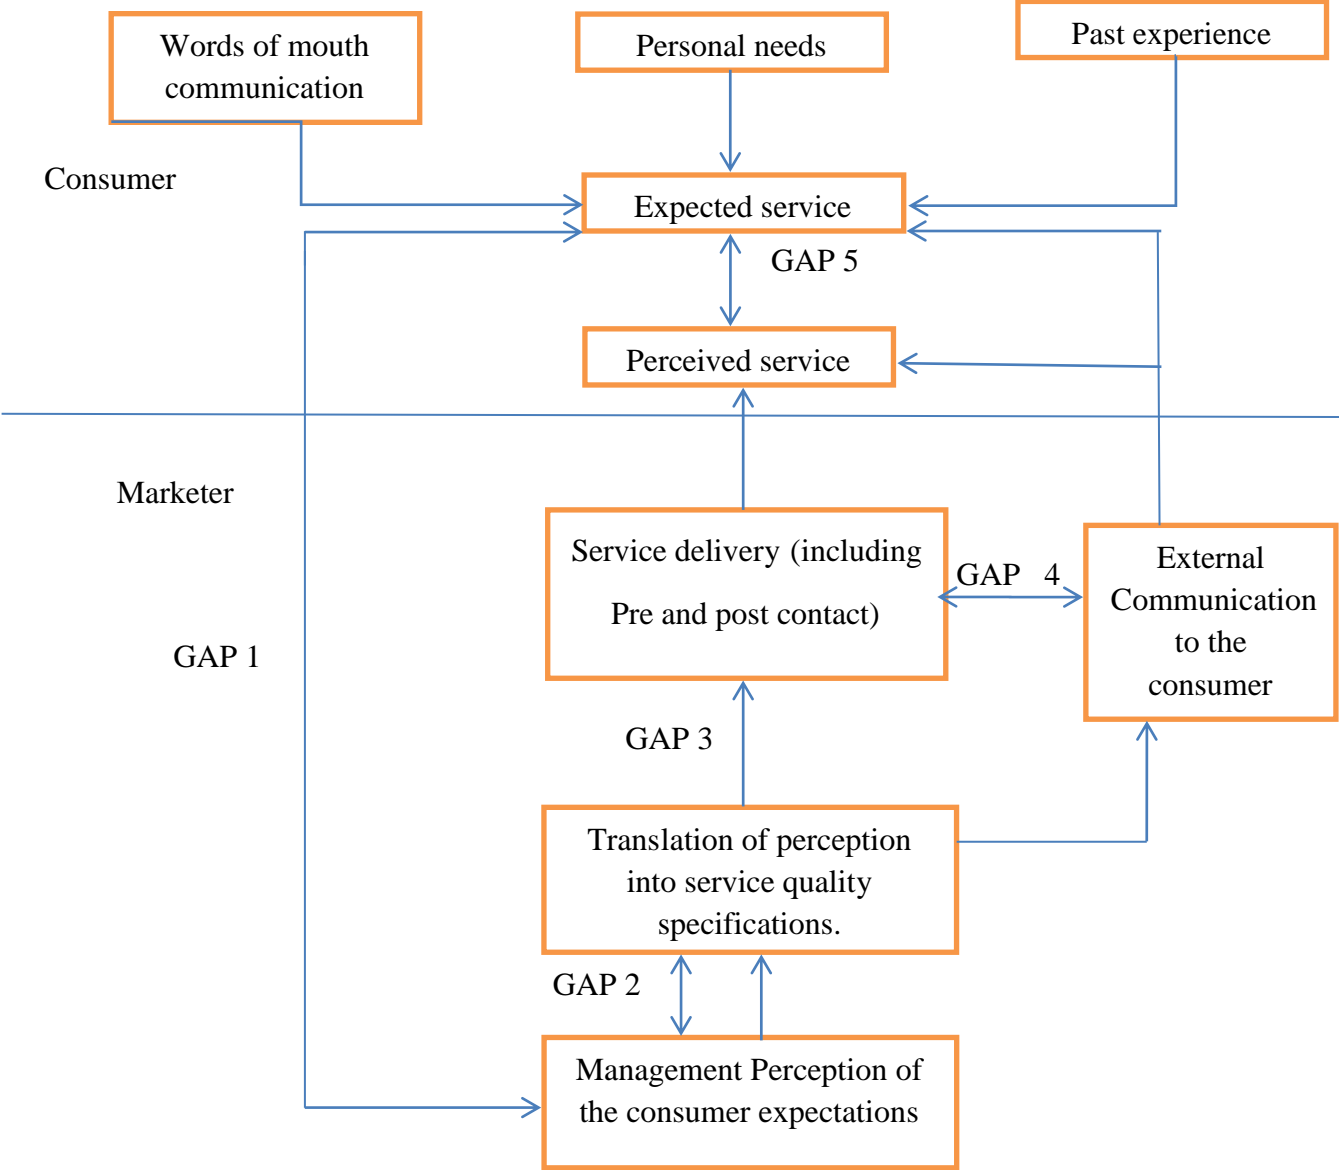 Words of mouth
communication
Personal needs
Past experience
Consumer
Expected service
GAP 5
Perceived service
Marketer
Service delivery (including
Pre and post contact)
GAP 4
External
Communication
to the
consumer
GAP 1
GAP 3
Translation of perception
into service quality
specifications.
GAP 2
Management Perception of
the consumer expectations